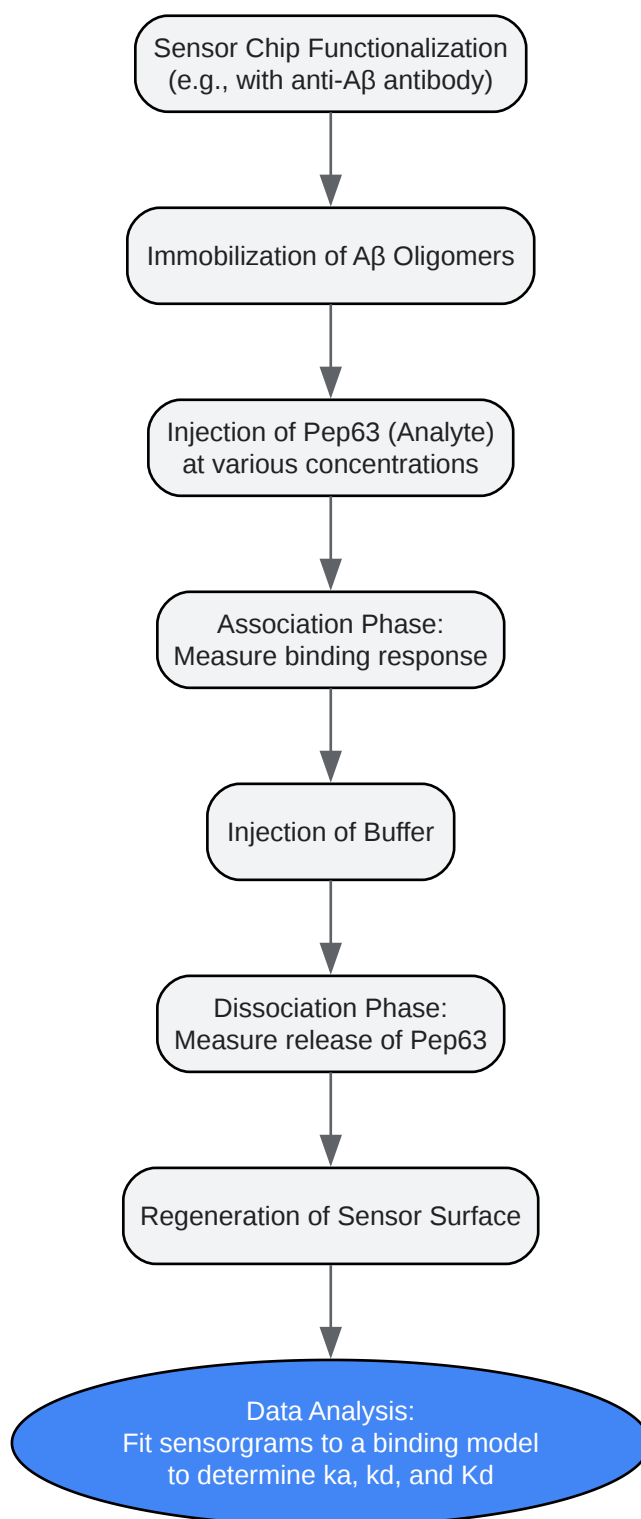 Sensor Chip Functionalization
(e.g., with anti-Aβ antibody)
Immobilization of Aβ Oligomers
Injection of Pep63 (Analyte)
at various concentrations
Association Phase:
Measure binding response
Injection of Buffer
Dissociation Phase:
Measure release of Pep63
Regeneration of Sensor Surface
Data Analysis:
Fit sensorgrams to a binding model
to determine ka, kd, and Kd